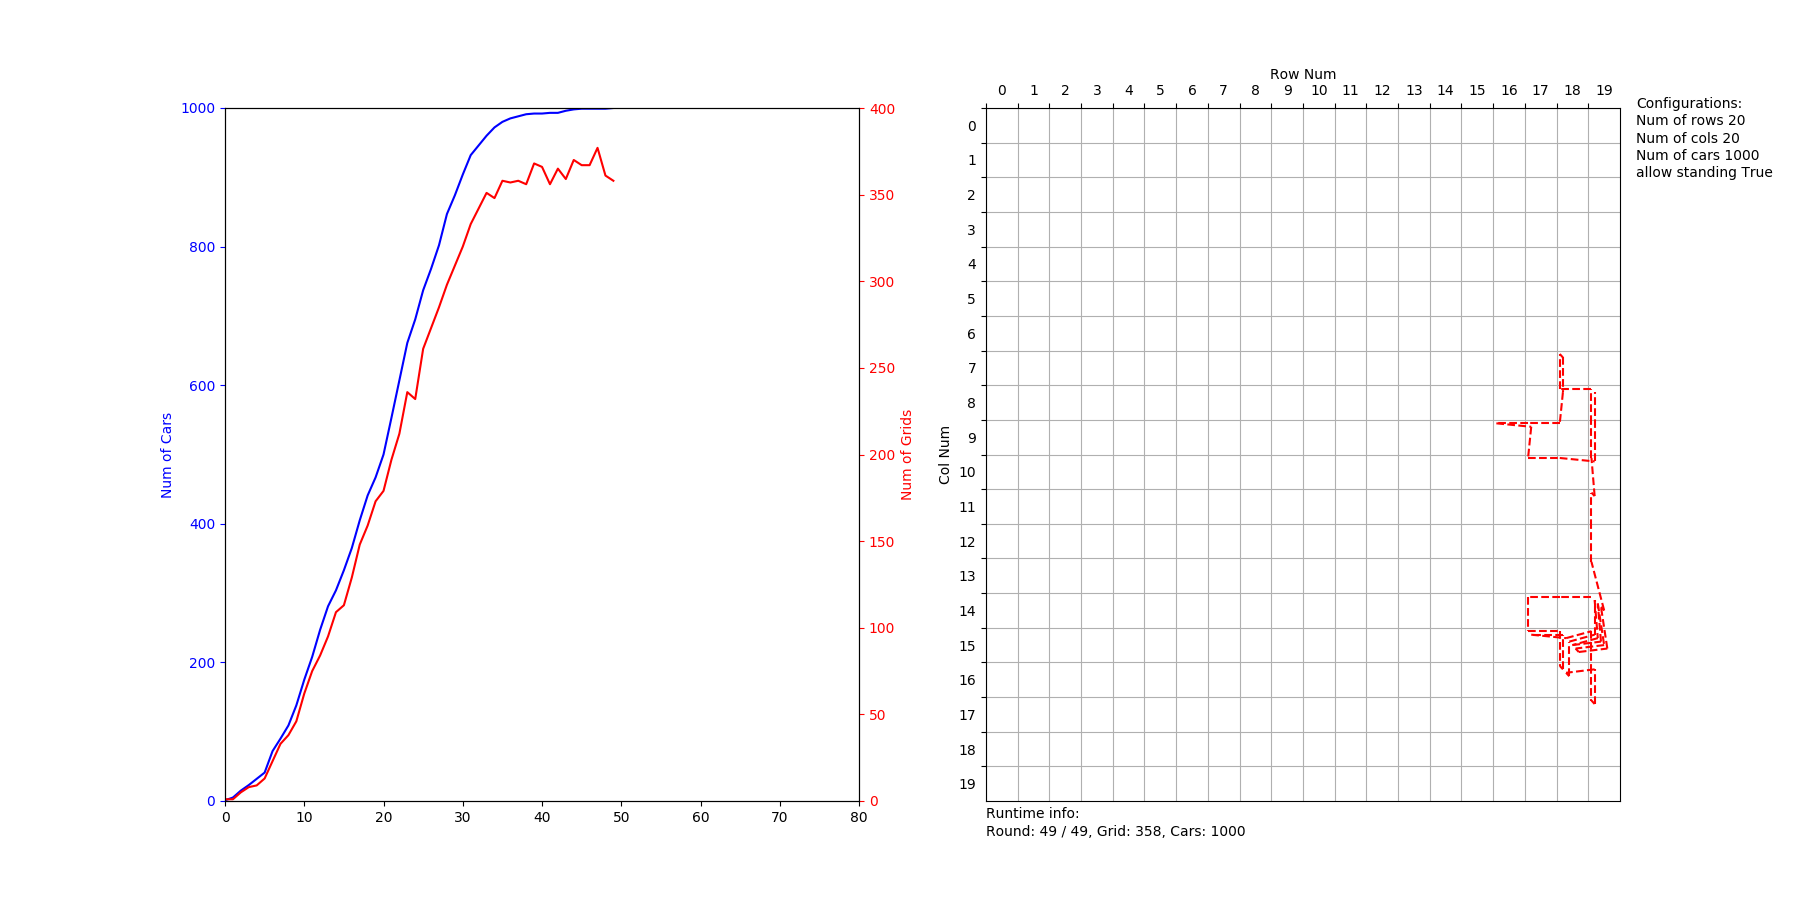 Num of Cars
1000
800
600
400
200
0
0 10 20 30 40 50 60 70 80
400
350
300
250
200
150
100
50
0
Num of Grids
Row Num
0 1 2 3 4 5 6 7 8 9 10 11 12 13 14 15 16 17 18 19
Col Num
0
1
2
3
4
5
6
7
8
9
10
11
12
13
14
15
16
17
18
19
Configurations:
Num of rows 20
Num of cols 20
Num of cars 1000
allow standing True
Runtime info:
Round: 49 / 49, Grid: 358, Cars: 1000